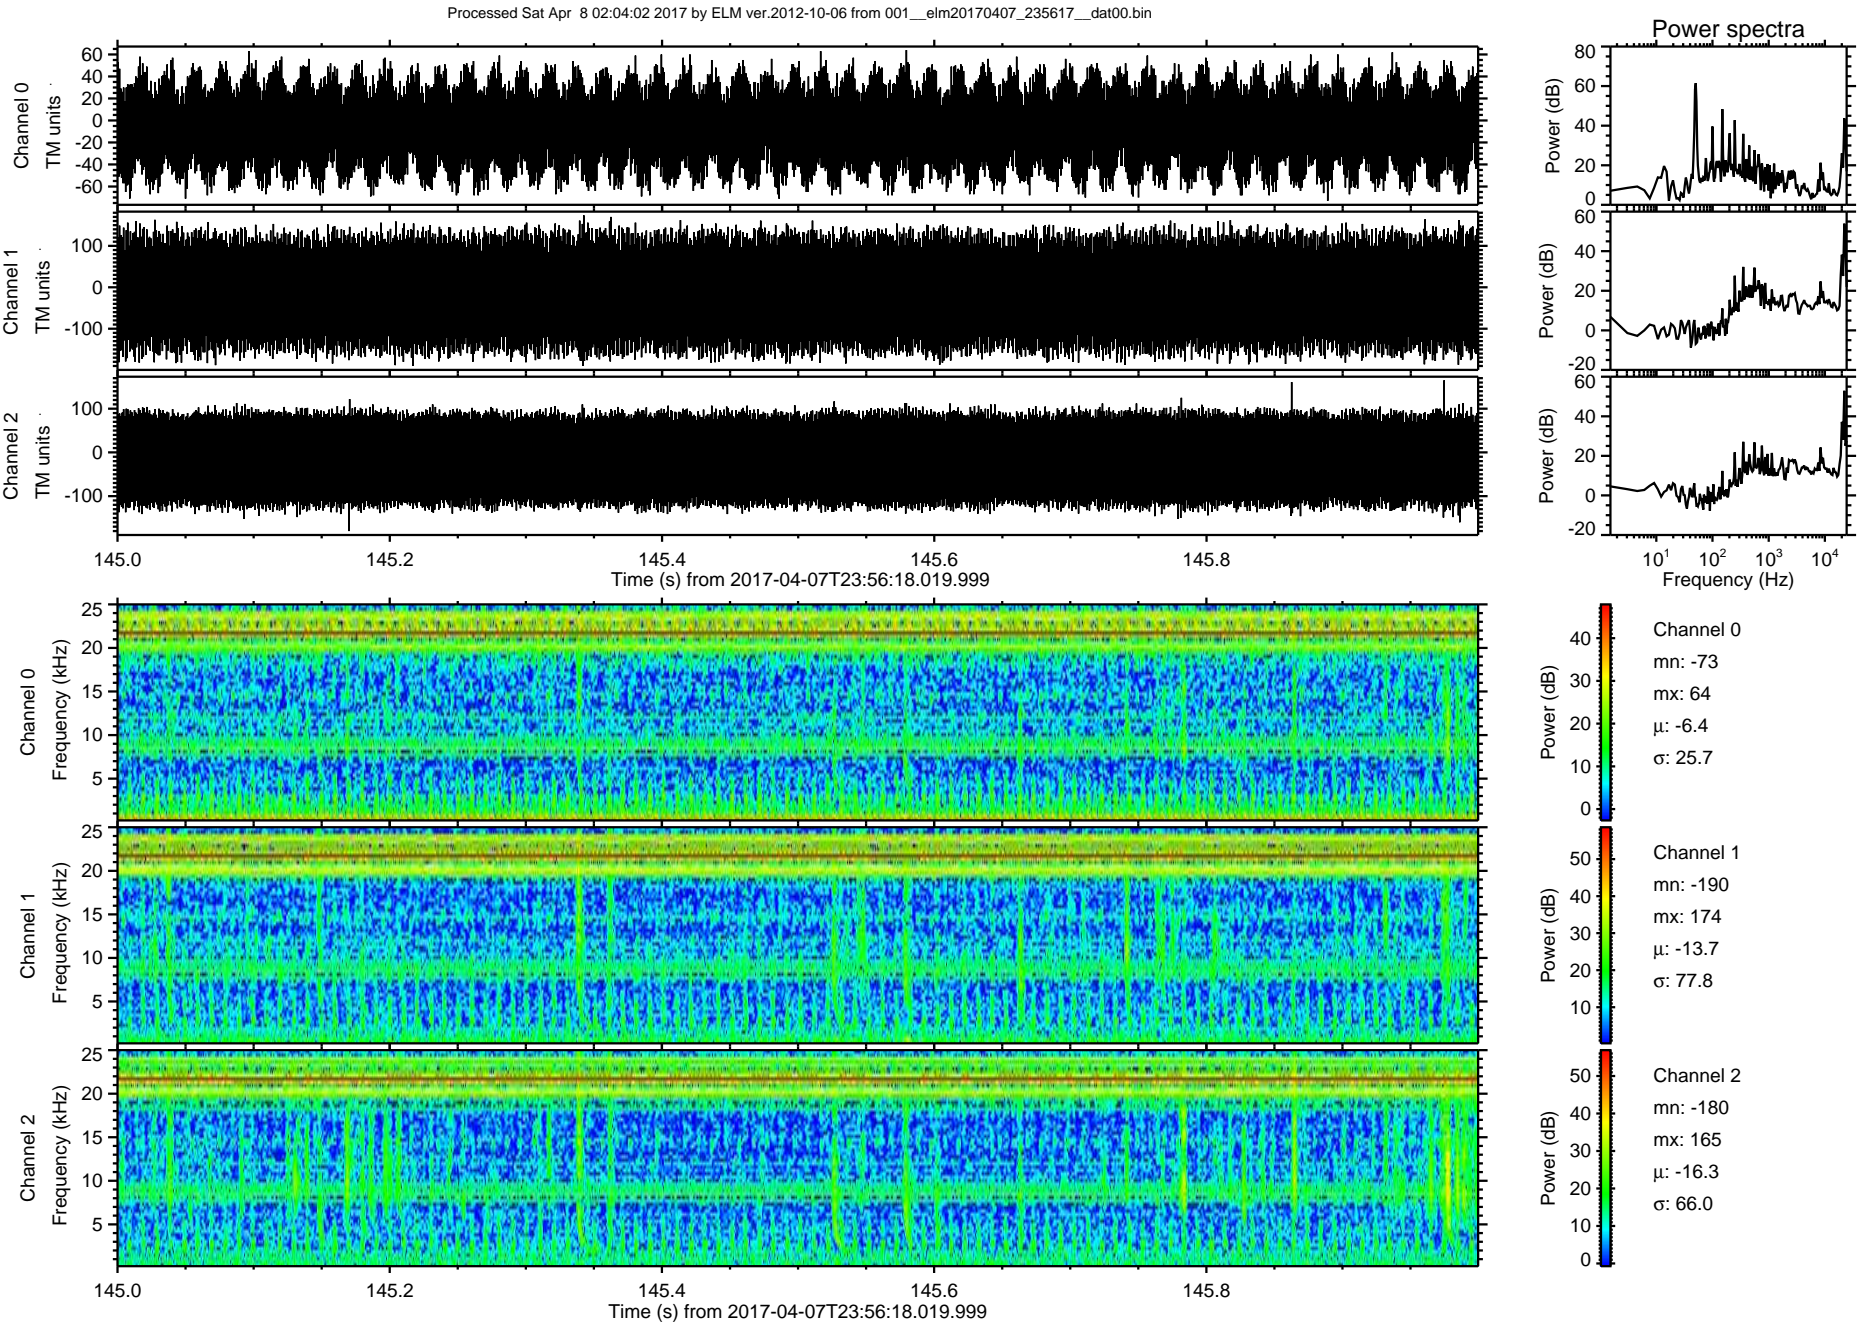 Processed Sat Apr  8 02:04:02 2017 by ELM ver.2012-10-06 from 001__elm20170407_235617__dat00.bin
Power spectra
Channel 0
TM units
60
40
20
0
-20
-40
-60
Power (dB)
80
60
40
20
0
Channel 1
TM units
100
0
-100
Power (dB)
60
40
20
0
-20
Channel 2
TM units
100
0
-100
Power (dB)
60
40
20
0
-20
145.0 145.2 145.4 145.6 145.8
Time (s) from 2017-04-07T23:56:18.019.999
10^1 10^2 10^3 10^4
Frequency (Hz)
Channel 0
Frequency (kHz)
25
20
15
10
5
Power (dB)
40
30
20
10
0
Channel 0
mn: -73
mx: 64
μ: -6.4
σ: 25.7
Channel 1
Frequency (kHz)
25
20
15
10
5
Power (dB)
50
40
30
20
10
Channel 1
mn: -190
mx: 174
μ: -13.7
σ: 77.8
Channel 2
Frequency (kHz)
25
20
15
10
5
Power (dB)
50
40
30
20
10
0
Channel 2
mn: -180
mx: 165
μ: -16.3
σ: 66.0
145.0 145.2 145.4 145.6 145.8
Time (s) from 2017-04-07T23:56:18.019.999